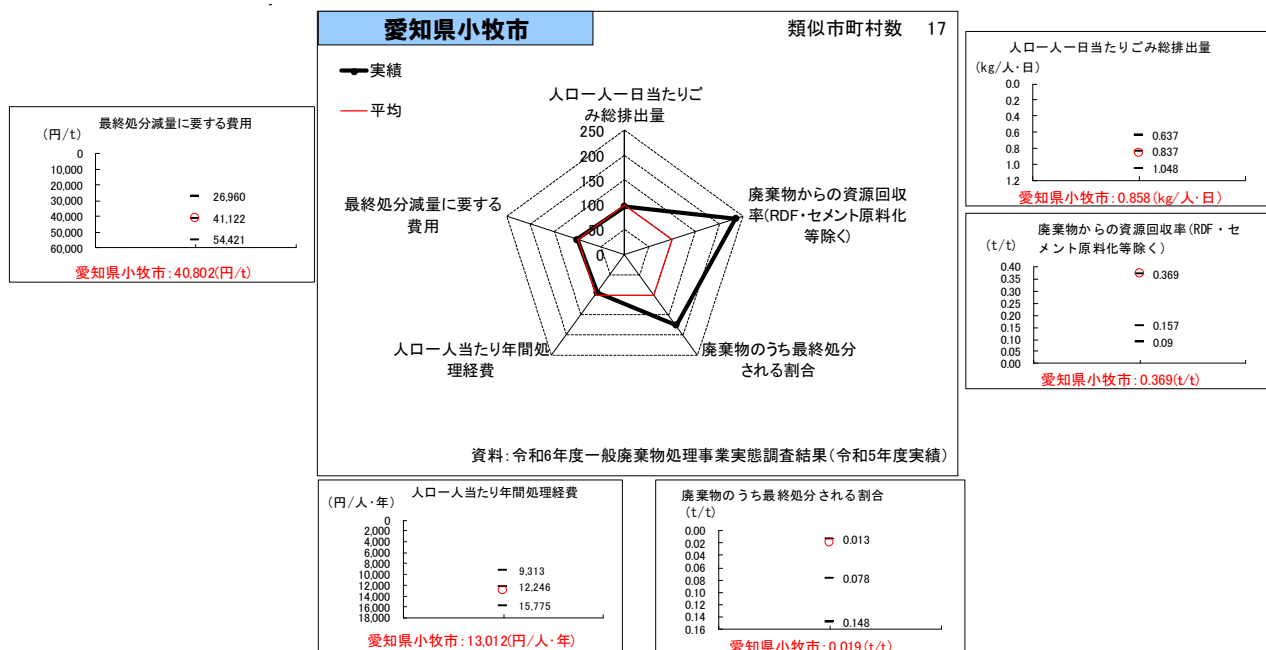 愛知県小牧市
類似市町村数 17
実績
平均
人口一人一日当たりご
み総排出量
廃棄物からの資源回収
率(RDF・セメント原料化
等除く)
廃棄物のうち最終処分
される割合
人口一人当たり年間処
理経費
最終処分減量に要する
費用
250
200
150
100
50
0
資料:令和6年度一般廃棄物処理事業実態調査結果(令和5年度実績)
最終処分減量に要する費用
(円/t)
0
10,000
20,000
30,000
40,000
50,000
60,000
26,960
41,122
54,421
愛知県小牧市:40,802(円/t)
人口一人一日当たりごみ総排出量
(kg/人・日)
0.0
0.2
0.4
0.6
0.8
1.0
1.2
0.637
0.837
1.048
愛知県小牧市:0.858(kg/人・日)
廃棄物からの資源回収率(RDF・セ
メント原料化等除く)
(t/t)
0.40
0.35
0.30
0.25
0.20
0.15
0.10
0.05
0.00
0.369
0.157
0.09
愛知県小牧市:0.369(t/t)
人口一人当たり年間処理経費
(円/人・年)
0
2,000
4,000
6,000
8,000
10,000
12,000
14,000
16,000
18,000
9,313
12,246
15,775
愛知県小牧市:13,012(円/人・年)
廃棄物のうち最終処分される割合
(t/t)
0.00
0.02
0.04
0.06
0.08
0.10
0.12
0.14
0.16
0.013
0.078
0.148
愛知県小牧市:0.019(t/t)